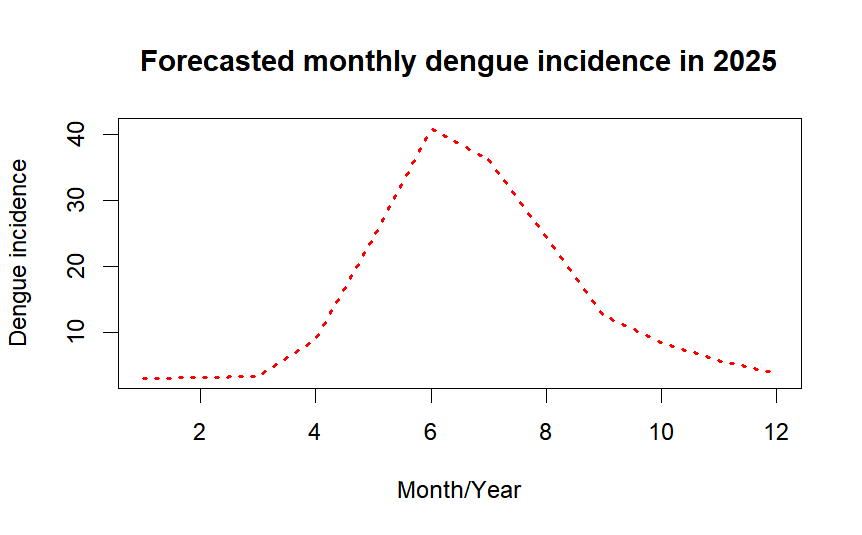 Forecasted monthly dengue incidence in 2025
Dengue incidence
40
30
20
10
2 4 6 8 10 12
Month/Year